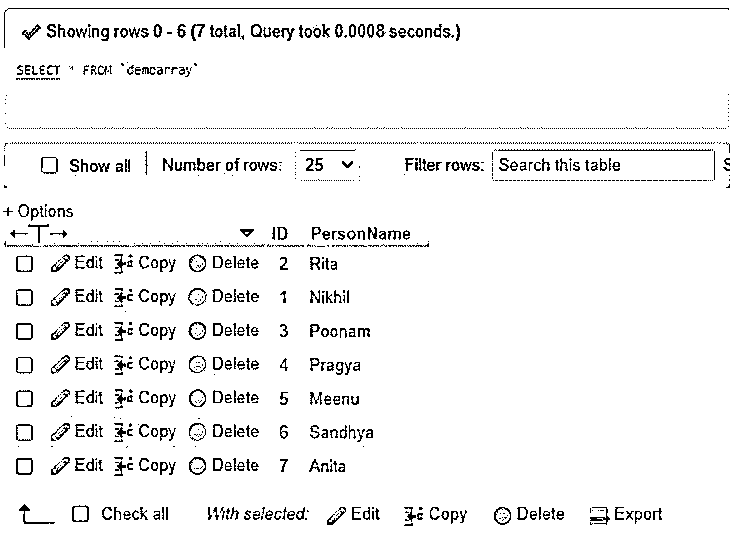 Showing rows 0 - 6 (7 total, Query took 0.0008 seconds.)
SELECT * FROM `demoarray`
Show all Number of rows: 25 Filter rows: Search this table S
+ Options
←T→ ID PersonName
Edit Copy Delete 2 Rita
Edit Copy Delete 1 Nikhil
Edit Copy Delete 3 Poonam
Edit Copy Delete 4 Pragya
Edit Copy Delete 5 Meenu
Edit Copy Delete 6 Sandhya
Edit Copy Delete 7 Anita
Check all With selected: Edit Copy Delete Export